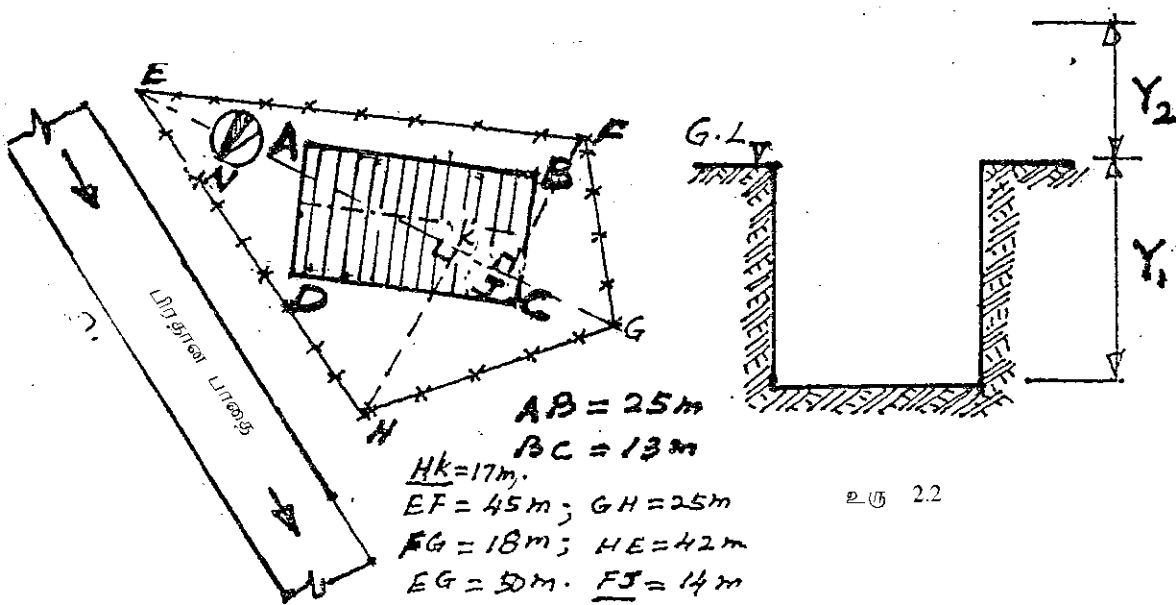 E
F
A
B
N
G.L
Y2
K
J
C
D
G
Y1
பிரதான பாதை
H
AB = 25m
BC = 13m
HK = 17m,
EF = 45m; GH = 25m
FG = 18m; HE = 42m
EG = 50m. FJ = 14m
உரு 2.2